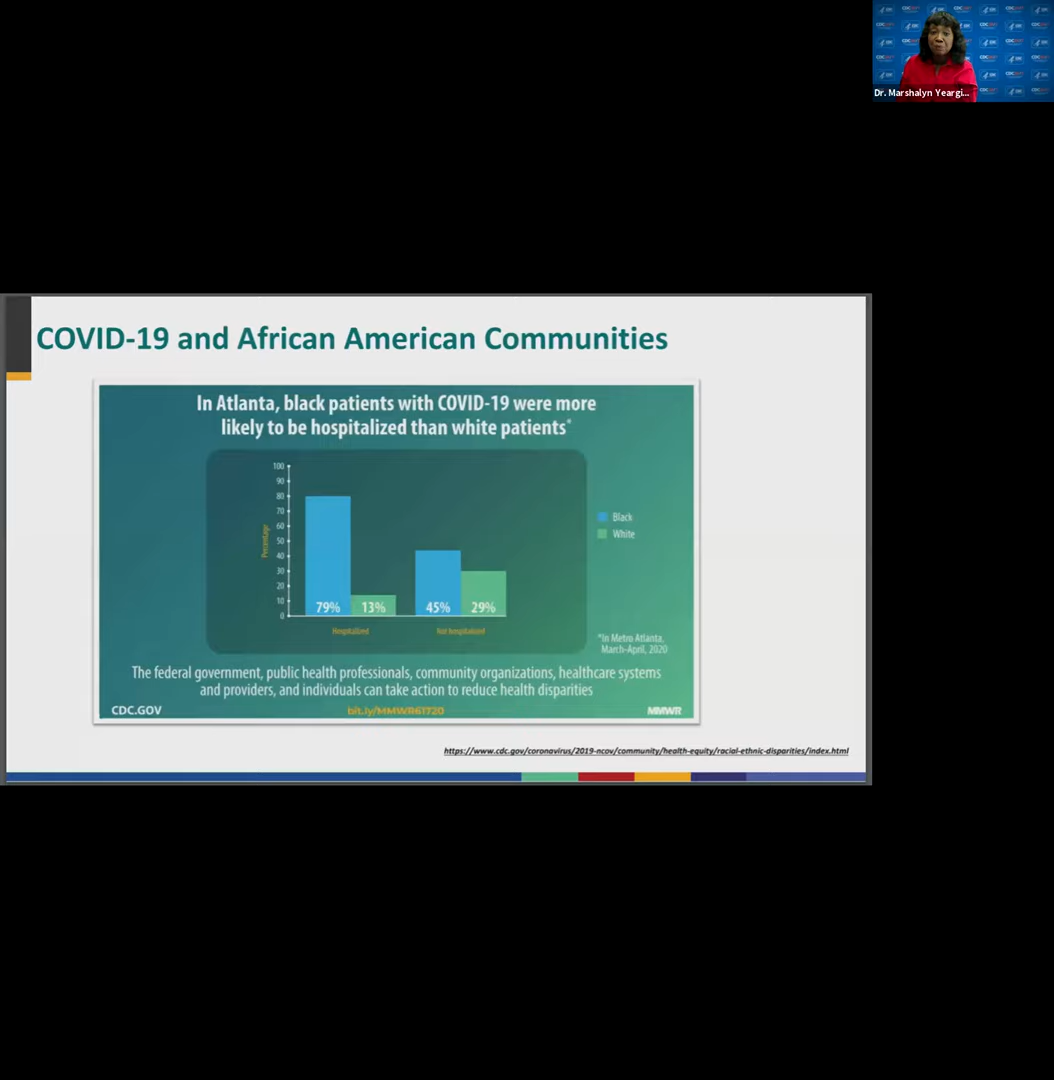 Dr. Marshalyn Yeargi...
COVID-19 and African American Communities
In Atlanta, black patients with COVID-19 were more
likely to be hospitalized than white patients*
100
90
80
70
60
50
40
30
20
10
0
Percentage
79% 13% 45% 29%
Hospitalized Not hospitalized
Black
White
*In Metro Atlanta,
March-April, 2020
The federal government, public health professionals, community organizations, healthcare systems
and providers, and individuals can take action to reduce health disparities
CDC.GOV bit.ly/MMWR61720 MMWR
https://www.cdc.gov/coronavirus/2019-ncov/community/health-equity/racial-ethnic-disparities/index.html